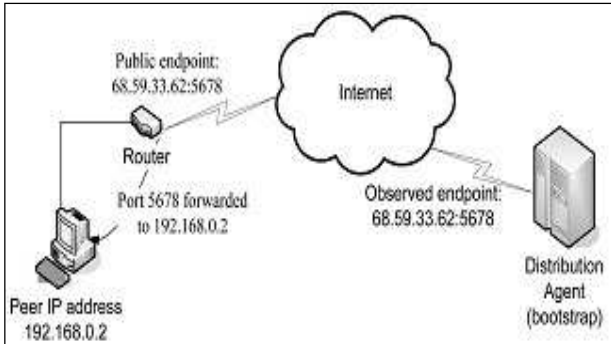 Public endpoint:
68.59.33.62:5678
Internet
Router
Port 5678 forwarded
to 192.168.0.2
Observed endpoint:
68.59.33.62:5678
Peer IP address
192.168.0.2
Distribution
Agent
(bootstrap)